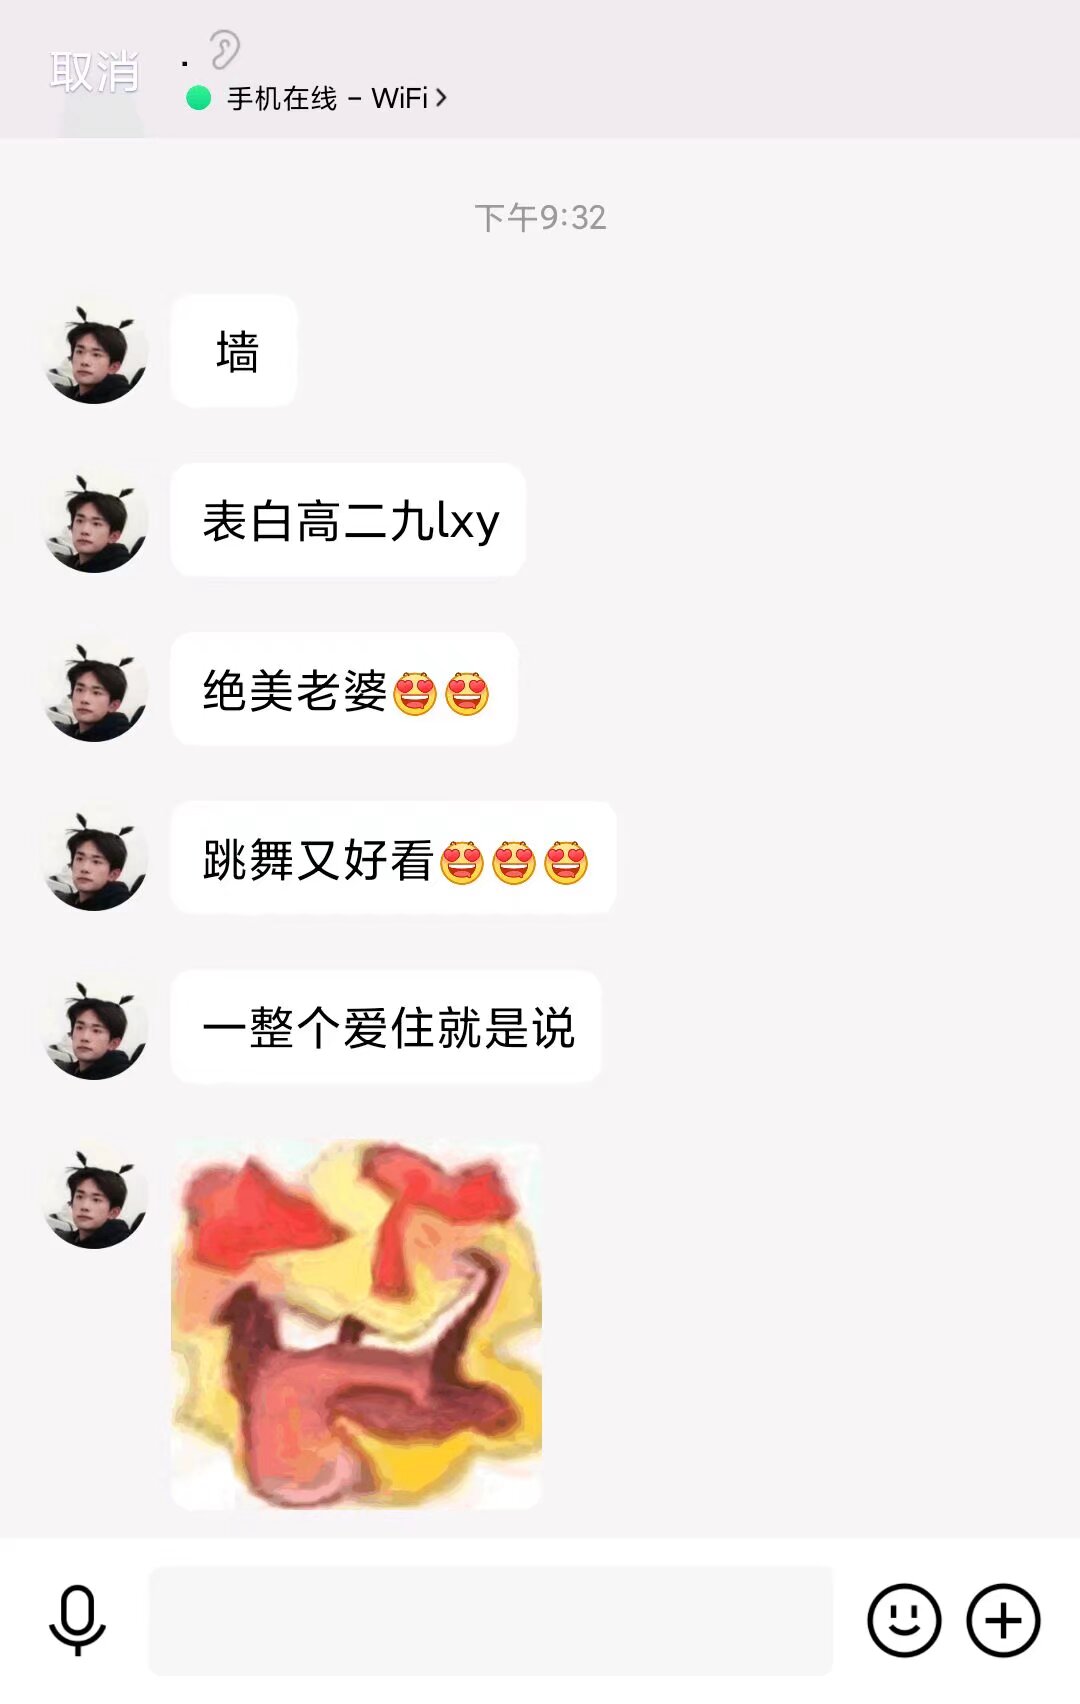 取消
.
手机在线 – WiFi
下午9:32
墙
表白高二九lxy
绝美老婆😍😍
跳舞又好看😍😍😍
一整个爱住就是说